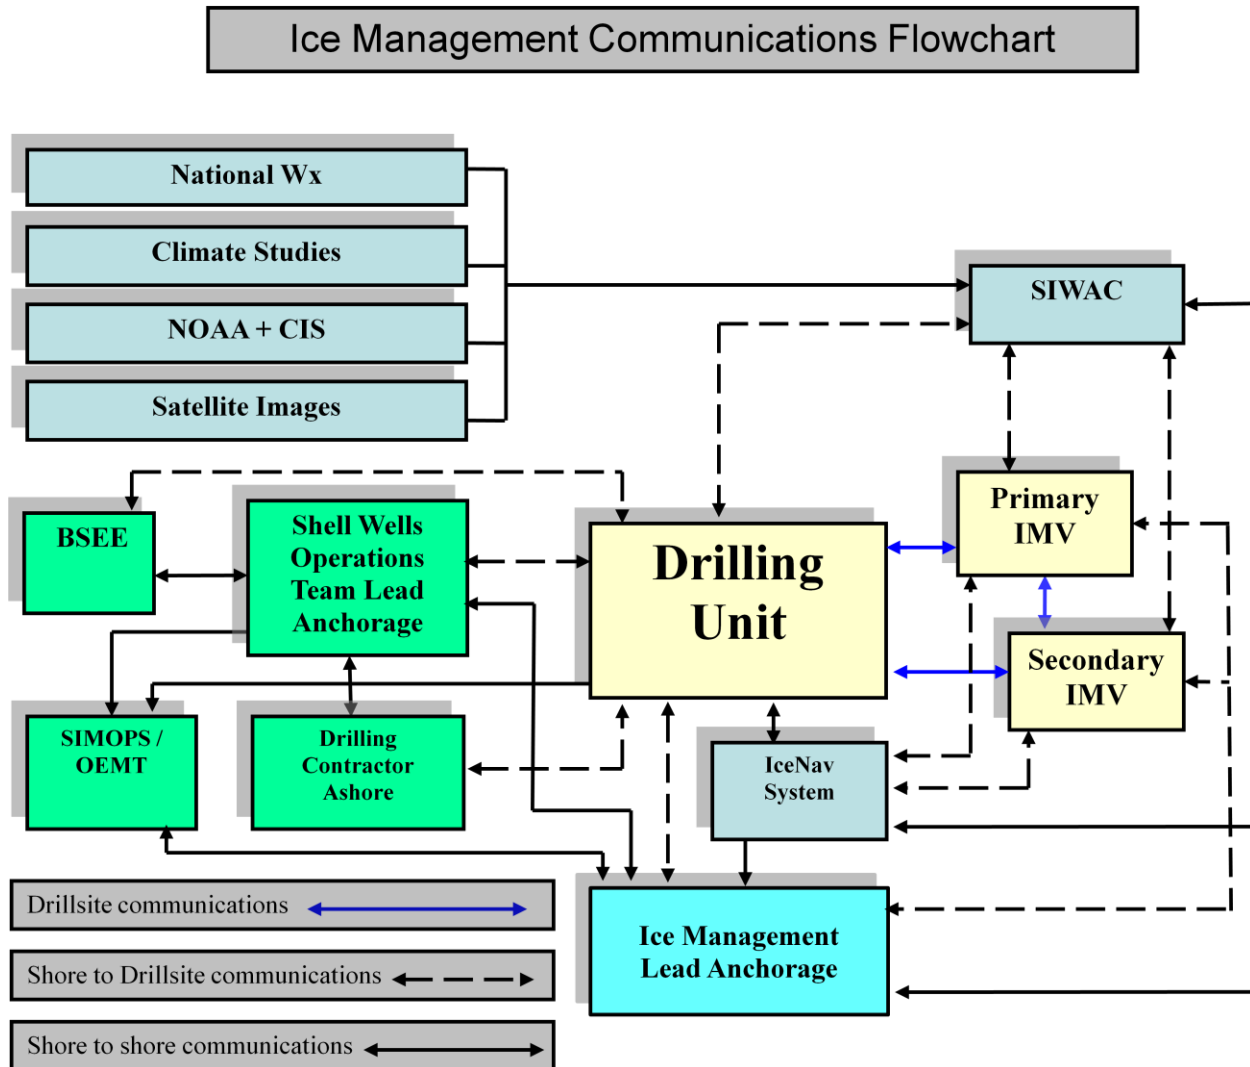 Ice Management Communications Flowchart
National Wx
Climate Studies
NOAA + CIS
Satellite Images
SIWAC
BSEE
Shell Wells
Operations
Team Lead
Anchorage
Drilling
Unit
Primary
IMV
Secondary
IMV
SIMOPS /
OEMT
Drilling
Contractor
Ashore
IceNav
System
Ice Management
Lead Anchorage
Drillsite communications
Shore to Drillsite communications
Shore to shore communications